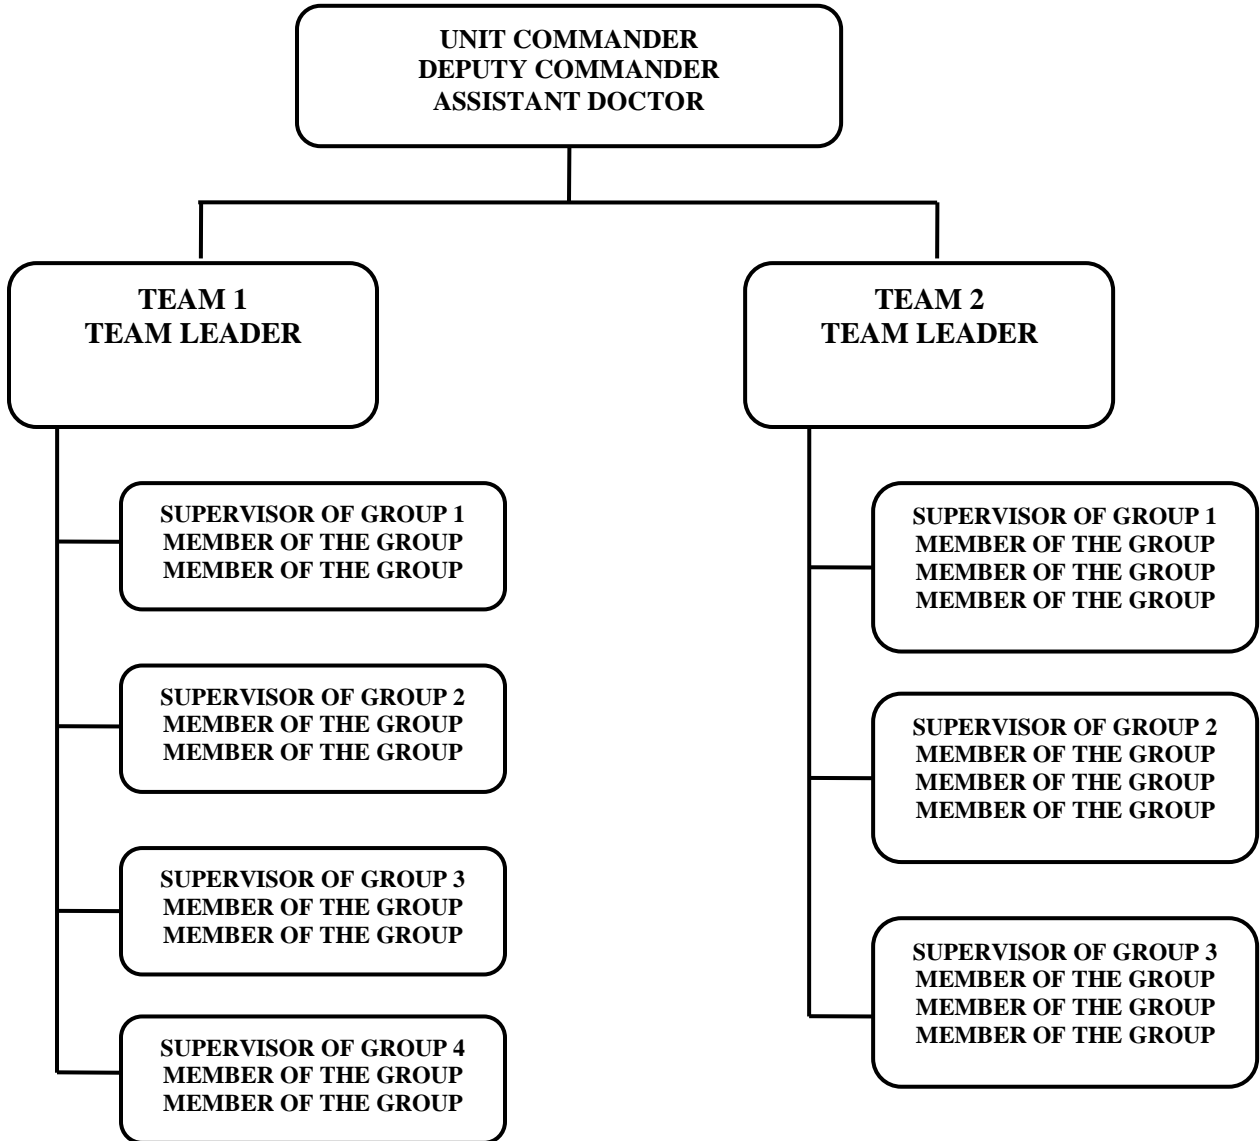 UNIT COMMANDER
DEPUTY COMMANDER
ASSISTANT DOCTOR
TEAM 1
TEAM LEADER
TEAM 2
TEAM LEADER
SUPERVISOR OF GROUP 1
MEMBER OF THE GROUP
MEMBER OF THE GROUP
SUPERVISOR OF GROUP 2
MEMBER OF THE GROUP
MEMBER OF THE GROUP
SUPERVISOR OF GROUP 3
MEMBER OF THE GROUP
MEMBER OF THE GROUP
SUPERVISOR OF GROUP 4
MEMBER OF THE GROUP
MEMBER OF THE GROUP
SUPERVISOR OF GROUP 1
MEMBER OF THE GROUP
MEMBER OF THE GROUP
MEMBER OF THE GROUP
SUPERVISOR OF GROUP 2
MEMBER OF THE GROUP
MEMBER OF THE GROUP
MEMBER OF THE GROUP
SUPERVISOR OF GROUP 3
MEMBER OF THE GROUP
MEMBER OF THE GROUP
MEMBER OF THE GROUP